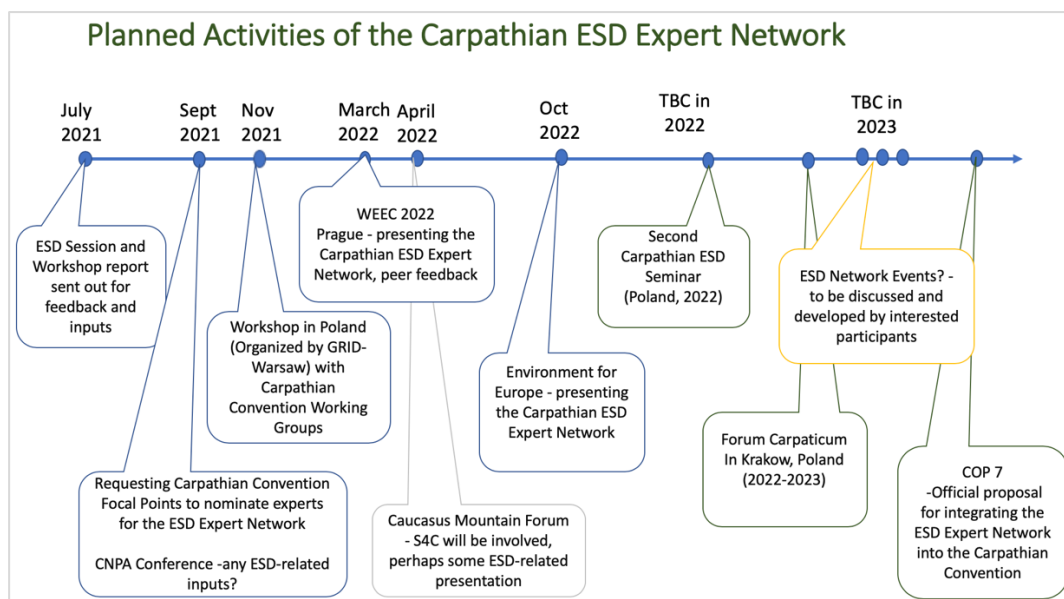 Planned Activities of the Carpathian ESD Expert Network
July
2021
Sept
2021
Nov
2021
March
2022
April
2022
Oct
2022
TBC in
2022
TBC in
2023
ESD Session and
Workshop report
sent out for
feedback and
inputs
Requesting Carpathian Convention
Focal Points to nominate experts
for the ESD Expert Network
CNPA Conference -any ESD-related
inputs?
Workshop in Poland
(Organized by GRID-
Warsaw) with
Carpathian
Convention Working
Groups
WEEC 2022
Prague - presenting the
Carpathian ESD Expert
Network, peer feedback
Caucasus Mountain Forum
- S4C will be involved,
perhaps some ESD-related
presentation
Environment for
Europe - presenting
the Carpathian ESD
Expert Network
Second
Carpathian ESD
Seminar
(Poland, 2022)
Forum Carpaticum
In Krakow, Poland
(2022-2023)
ESD Network Events? -
to be discussed and
developed by interested
participants
COP 7
-Official proposal
for integrating the
ESD Expert Network
into the Carpathian
Convention